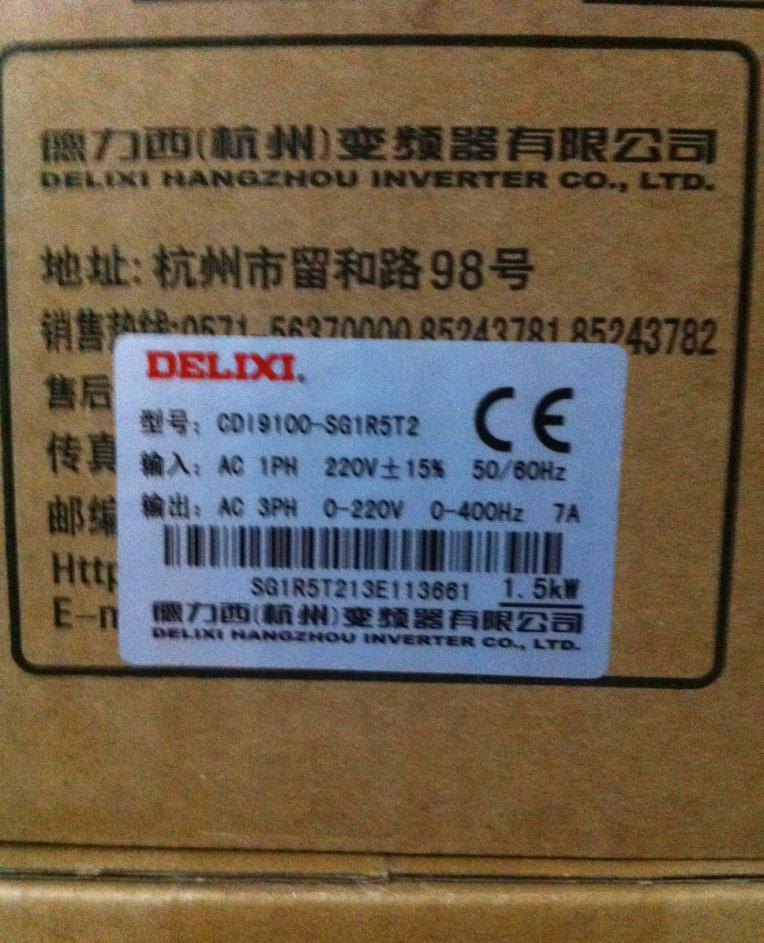 德力西(杭州)变频器有限公司
DELIXI HANGZHOU INVERTER CO., LTD.
地址:杭州市留和路98号
销售热线:0571-56370000 85243781 85243782
售后
传真
邮编
Http
E-m
DELIXI.
型号: CDI9100-SG1R5T2
CE
输入: AC 1PH 220V±15% 50/60Hz
输出: AC 3PH 0-220V 0-400Hz 7A
SG1R5T213E113661 1.5kW
德力西(杭州)变频器有限公司
DELIXI HANGZHOU INVERTER CO., LTD.